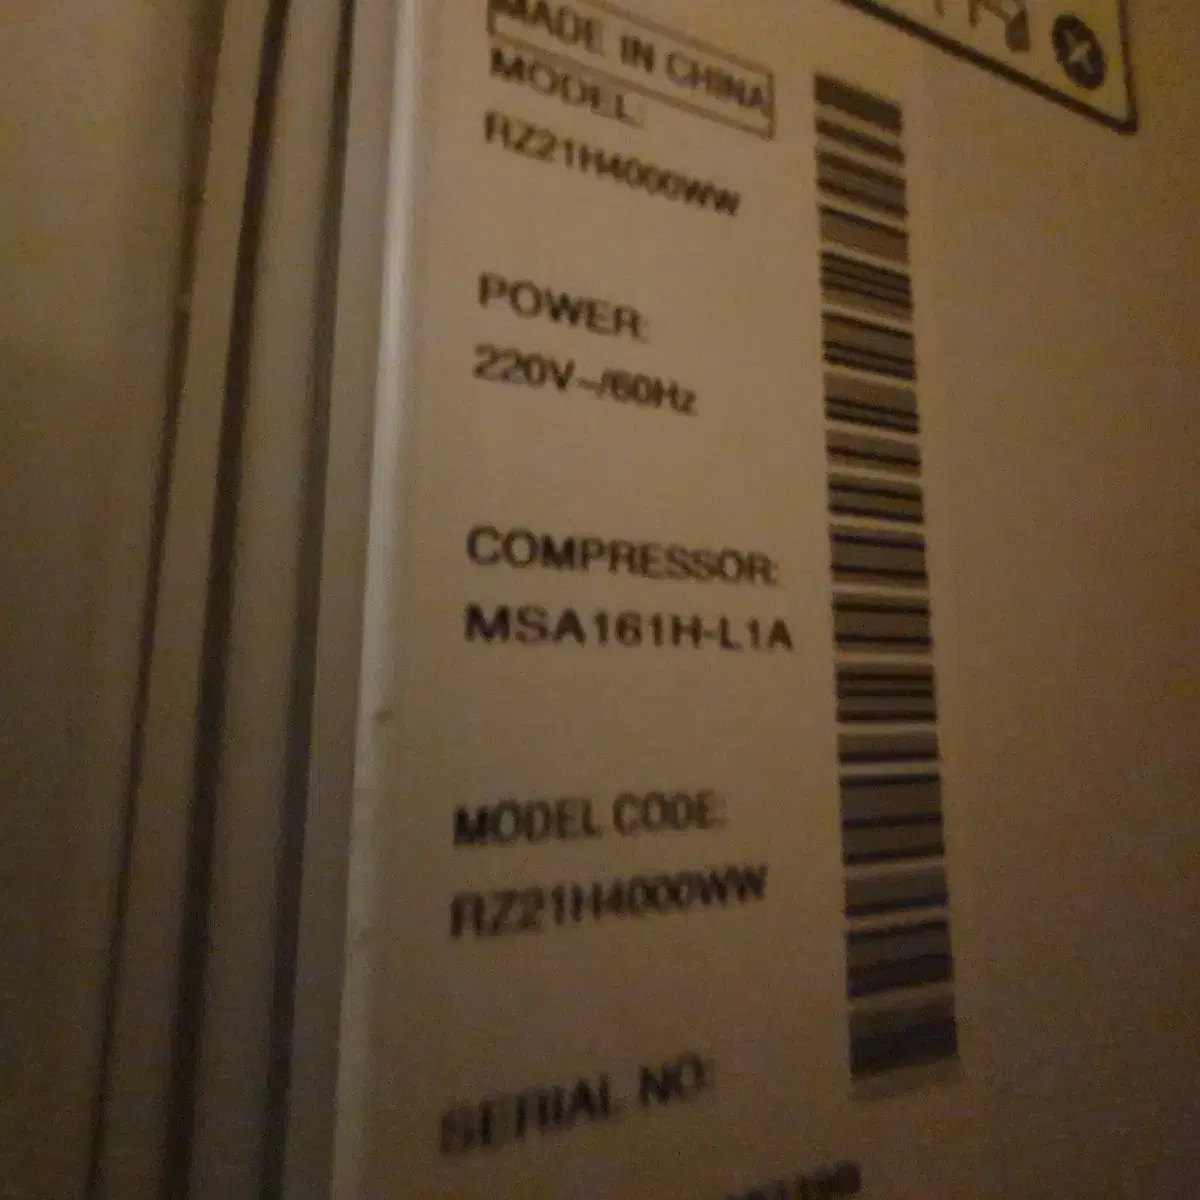 MADE IN CHINA
MODEL:
RZ21H4000WW
POWER:
220V~/60Hz
COMPRESSOR:
MSA161H-L1A
MODEL CODE:
RZ21H4000WW
SERIAL NO: